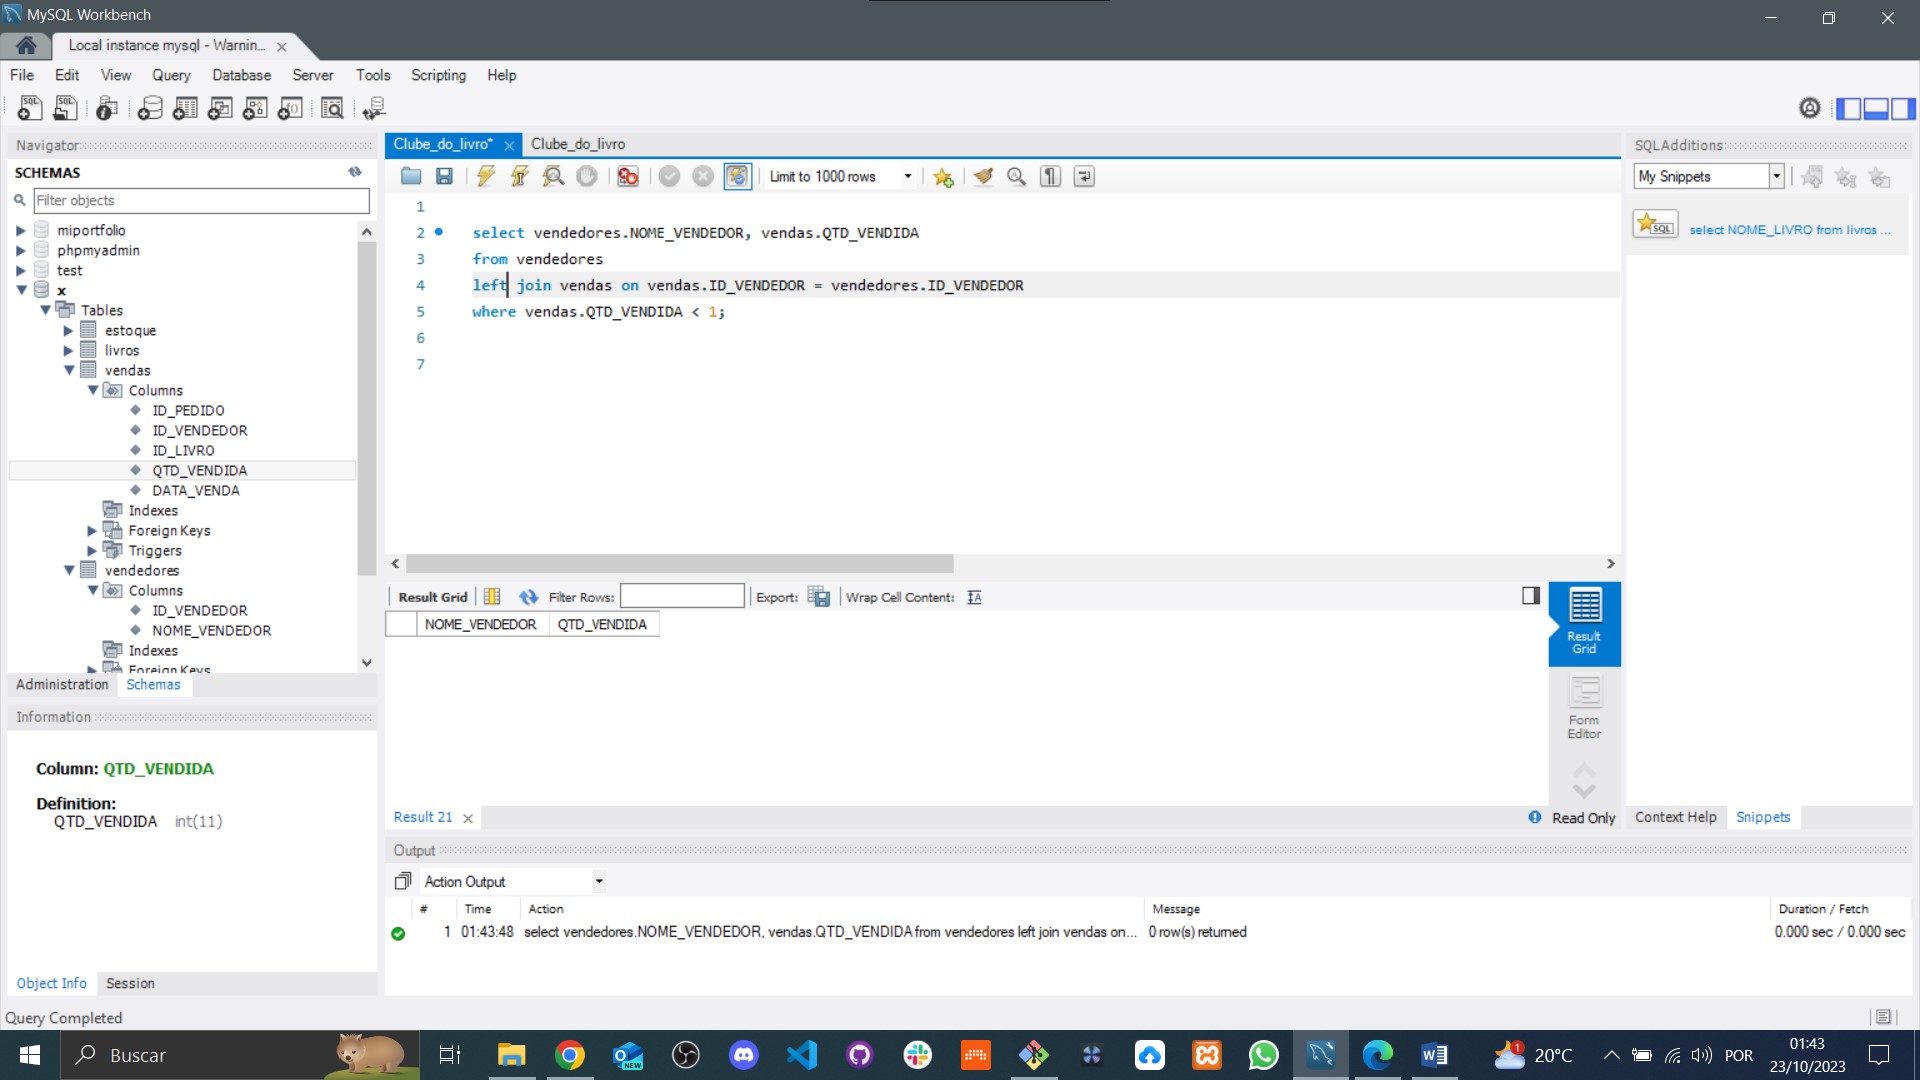 MySQL Workbench
Local instance mysql - Warnin...
File Edit View Query Database Server Tools Scripting Help
Navigator
SCHEMAS
Filter objects
miportfolio
phpmyadmin
test
x
Tables
estoque
livros
vendas
Columns
ID_PEDIDO
ID_VENDEDOR
ID_LIVRO
QTD_VENDIDA
DATA_VENDA
Indexes
Foreign Keys
Triggers
vendedores
Columns
ID_VENDEDOR
NOME_VENDEDOR
Indexes
Foreign Keys
Administration Schemas
Information
Column: QTD_VENDIDA
Definition:
QTD_VENDIDA int(11)
Object Info Session
Query Completed
Clube_do_livro* Clube_do_livro
Limit to 1000 rows
1
2 select vendedores.NOME_VENDEDOR, vendas.QTD_VENDIDA
3 from vendedores
4 left join vendas on vendas.ID_VENDEDOR = vendedores.ID_VENDEDOR
5 where vendas.QTD_VENDIDA < 1;
6
7
Result Grid Filter Rows: Export: Wrap Cell Content:
NOME_VENDEDOR QTD_VENDIDA
Result Grid
Form Editor
Result 21
Read Only
Output
Action Output
# Time Action Message Duration / Fetch
1 01:43:48 select vendedores.NOME_VENDEDOR, vendas.QTD_VENDIDA from vendedores left join vendas on... 0 row(s) returned 0.000 sec / 0.000 sec
SQLAdditions
My Snippets
SQL select NOME_LIVRO from livros ...
Context Help Snippets
Buscar
NEW
1
20°C
POR
01:43
23/10/2023